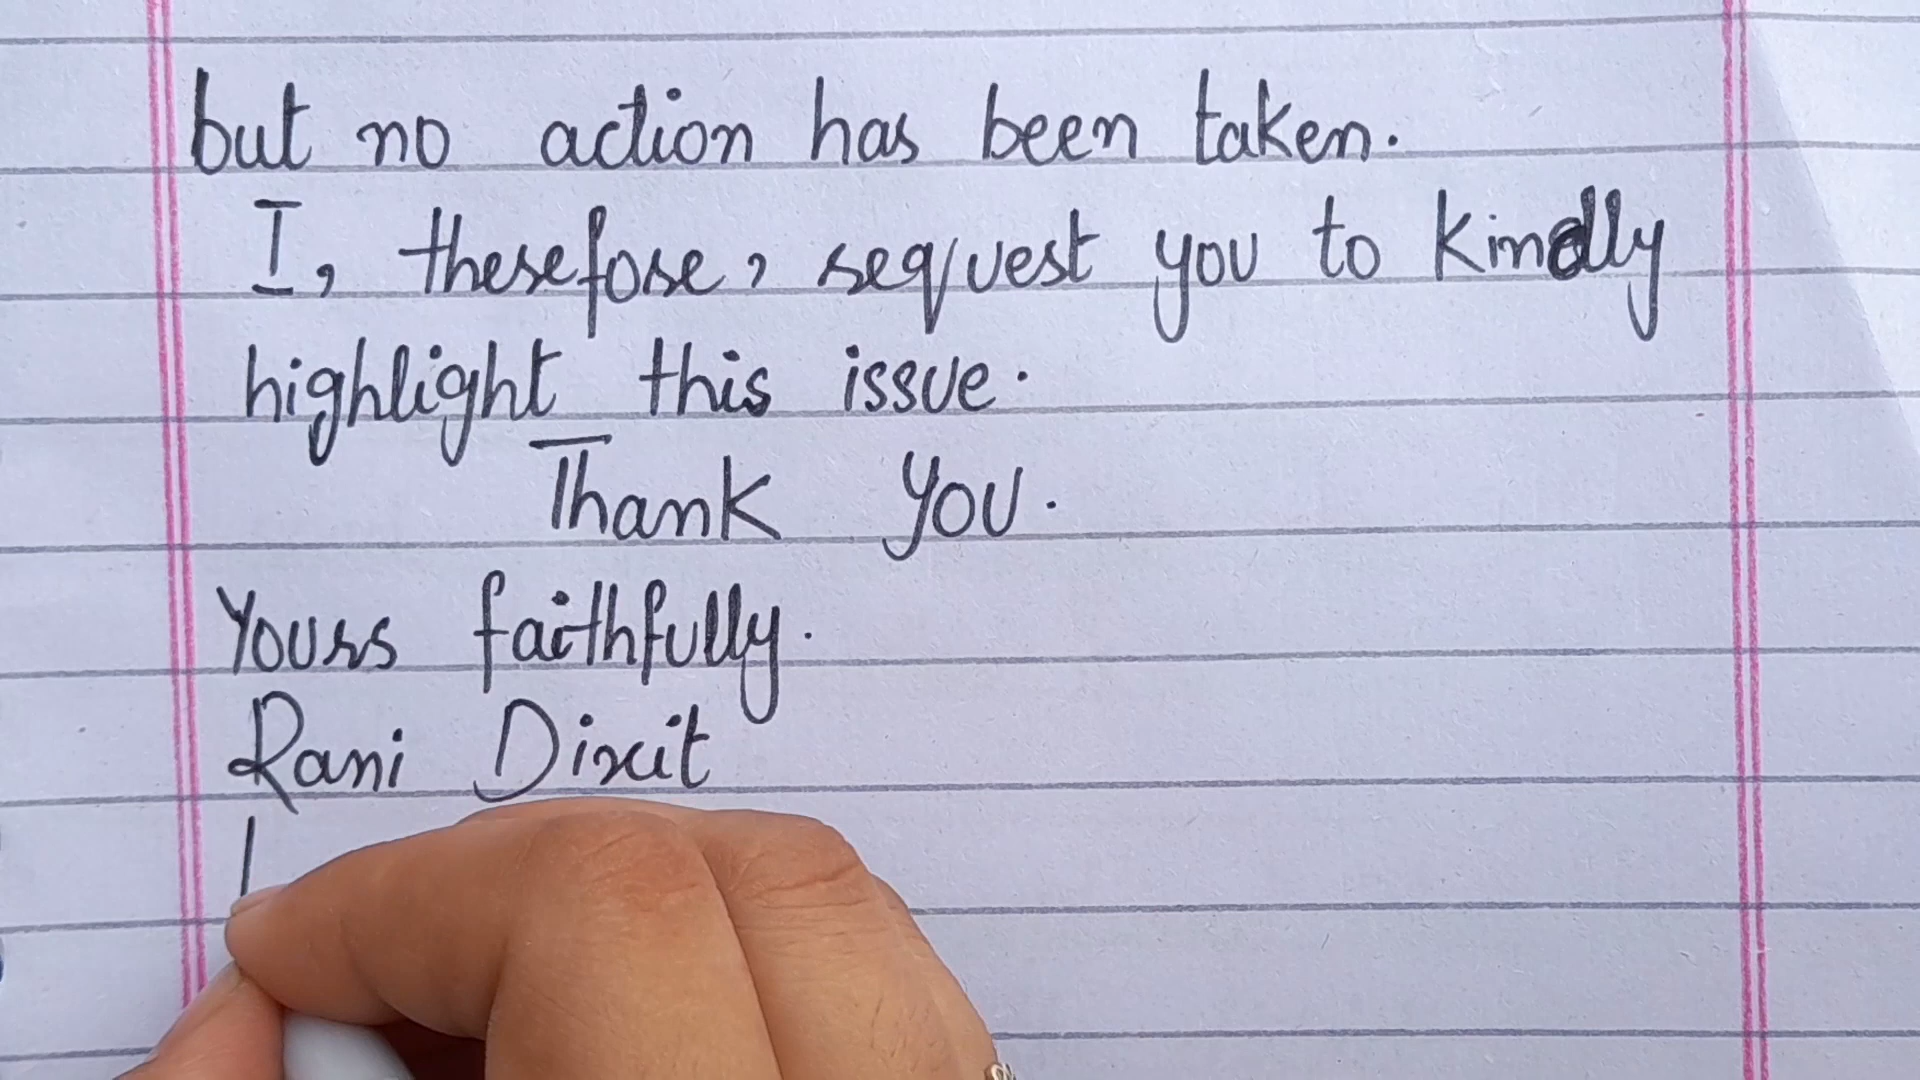 but no action has been taken.
I, therefore, request you to kindly
highlight this issue.
Thank You.
Yours faithfully.
Rani Dixit